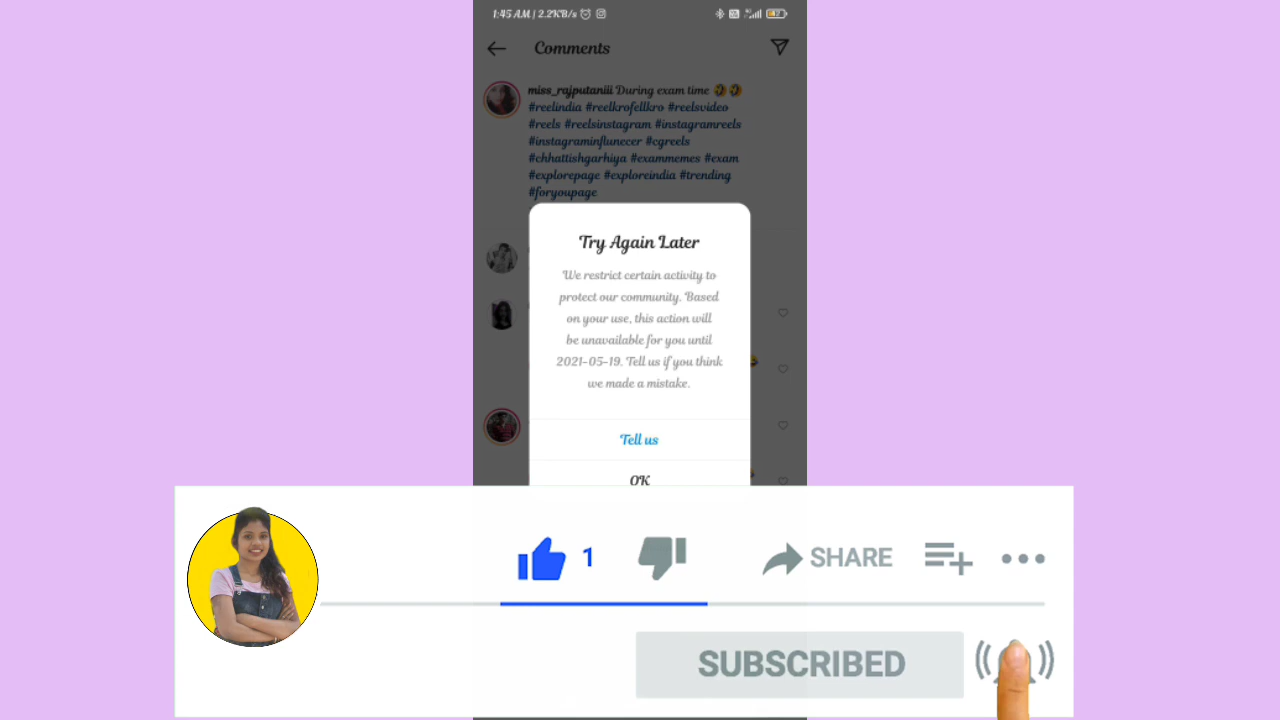 1:45 AM | 2.2KB/s
Comments
miss_rajputaniii During exam time 🤣🤣
#reelindia #reelkrofellkro #reelsvideo
#reels #reelsinstagram #instagramreels
#instagraminflunecer #cgreels
#chhattishgarhiya #exammemes #exam
#explorepage #exploreindia #trending
#foryoupage
Try Again Later
We restrict certain activity to
protect our community. Based
on your use, this action will
be unavailable for you until
2021-05-19. Tell us if you think
we made a mistake.
Tell us
OK
1
SHARE
SUBSCRIBED